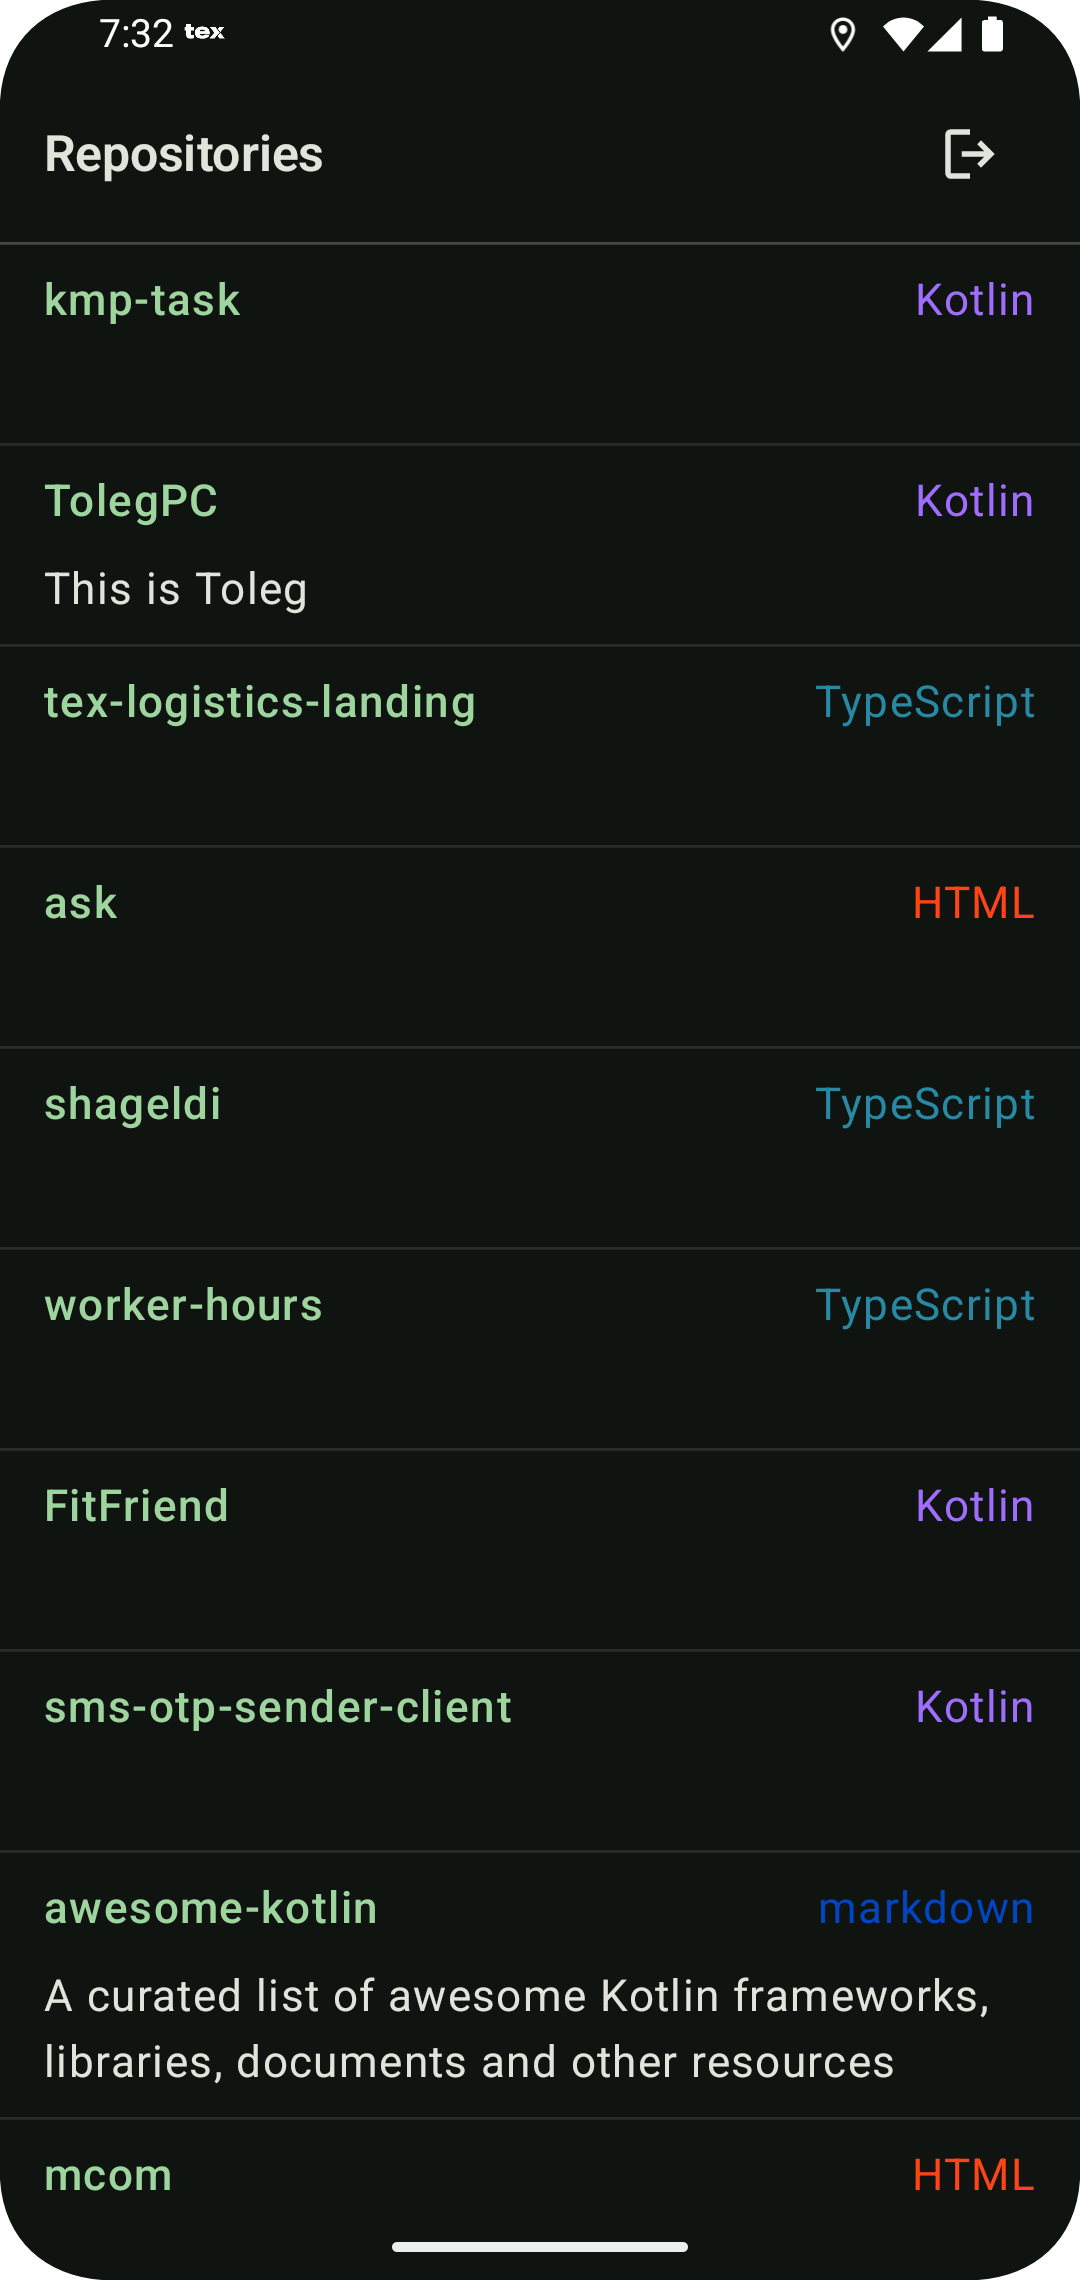 7:32 tex
Repositories
kmp-task Kotlin
TolegPC Kotlin
This is Toleg
tex-logistics-landing TypeScript
ask HTML
shageldi TypeScript
worker-hours TypeScript
FitFriend Kotlin
sms-otp-sender-client Kotlin
awesome-kotlin markdown
A curated list of awesome Kotlin frameworks,
libraries, documents and other resources
mcom HTML